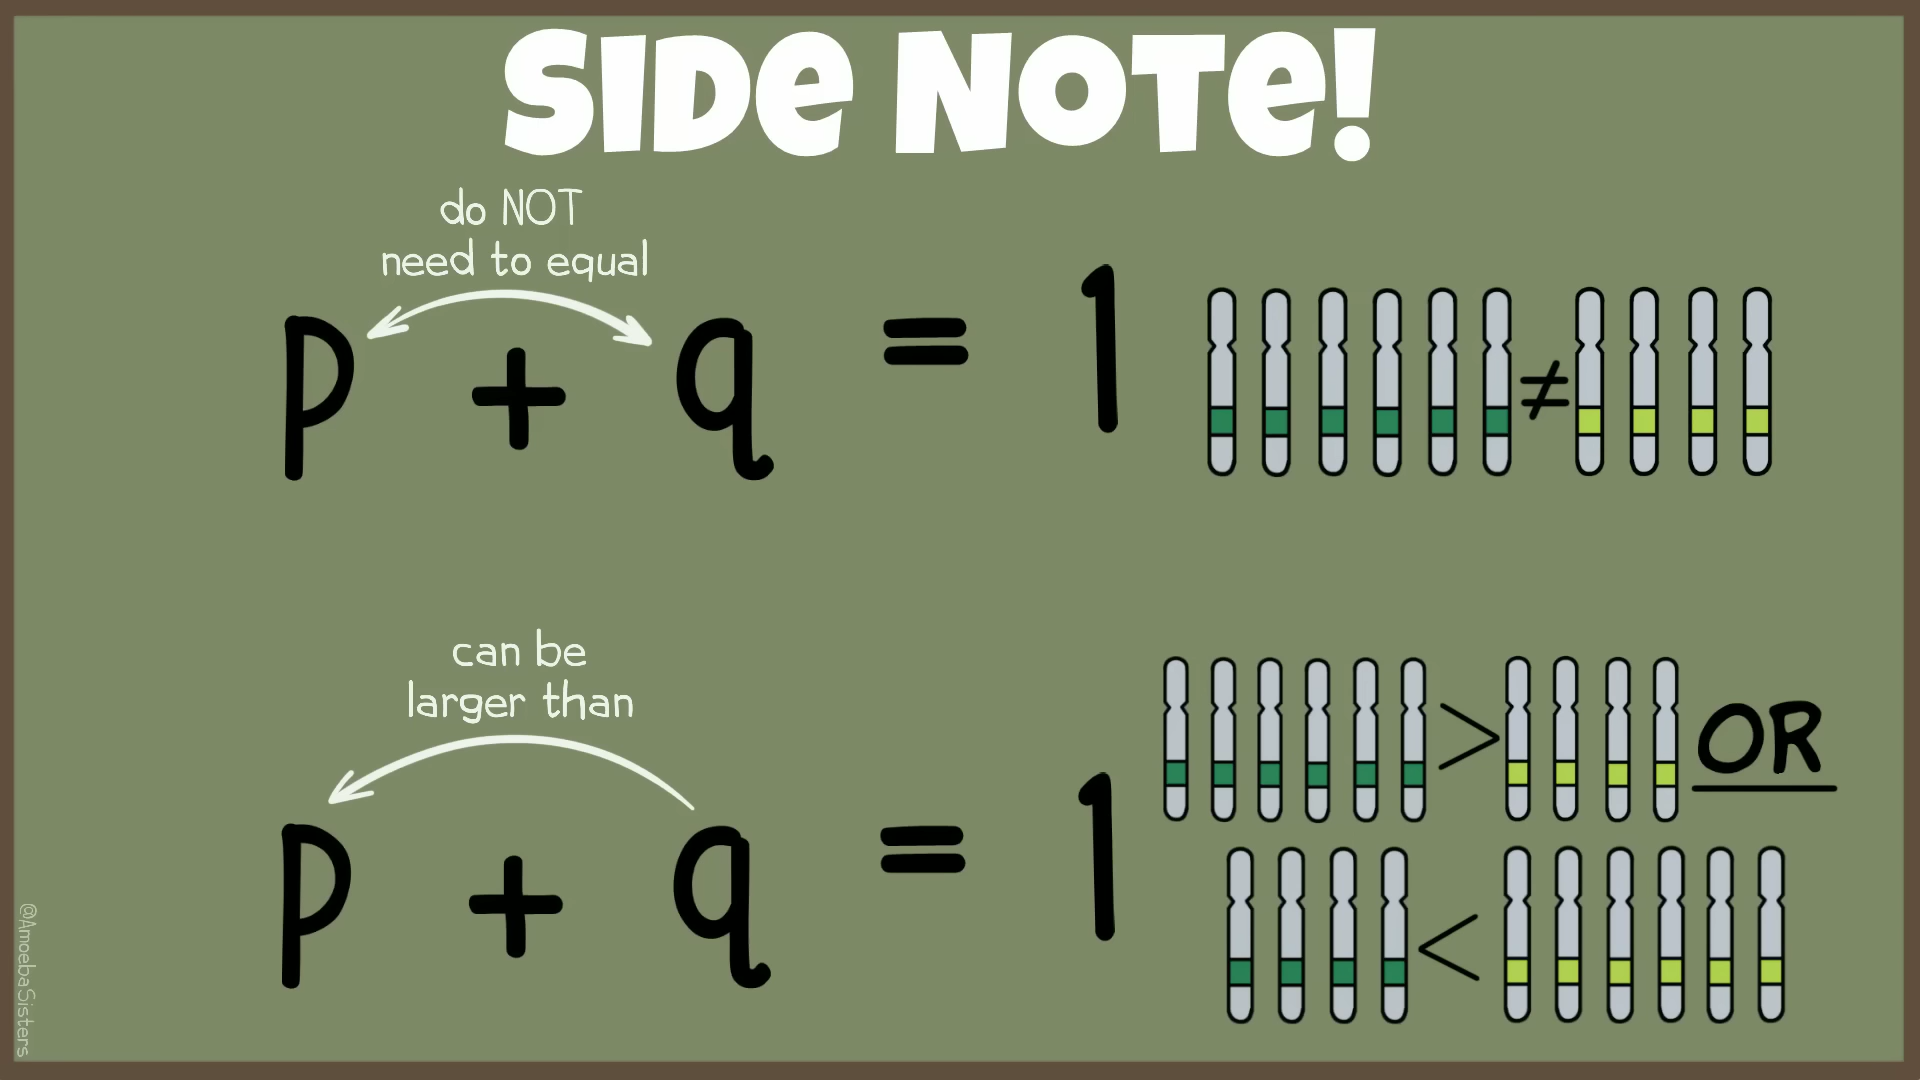 SIDE NOTE!
do NOT
need to equal
p + q = 1
≠
can be
larger than
p + q = 1
> OR
<
@AmoebaSisters